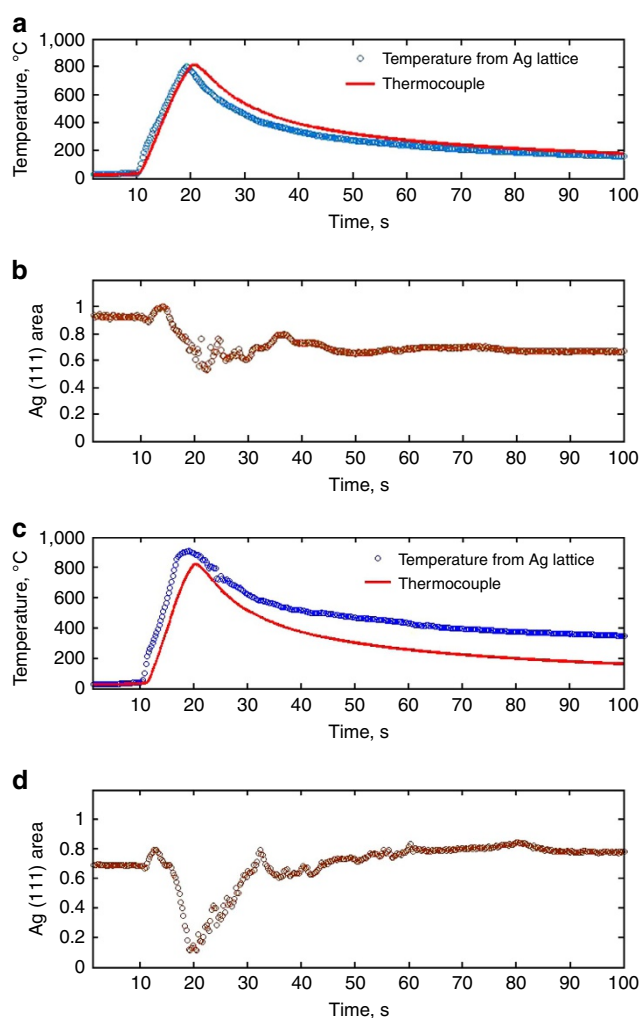 a
Temperature, °C
1,000
800
600
400
200
0
Temperature from Ag lattice
Thermocouple
10 20 30 40 50 60 70 80 90 100
Time, s
b
Ag (111) area
1
0.8
0.6
0.4
0.2
0
10 20 30 40 50 60 70 80 90 100
Time, s
c
Temperature, °C
1,000
800
600
400
200
0
Temperature from Ag lattice
Thermocouple
10 20 30 40 50 60 70 80 90 100
Time, s
d
Ag (111) area
1
0.8
0.6
0.4
0.2
0
10 20 30 40 50 60 70 80 90 100
Time, s